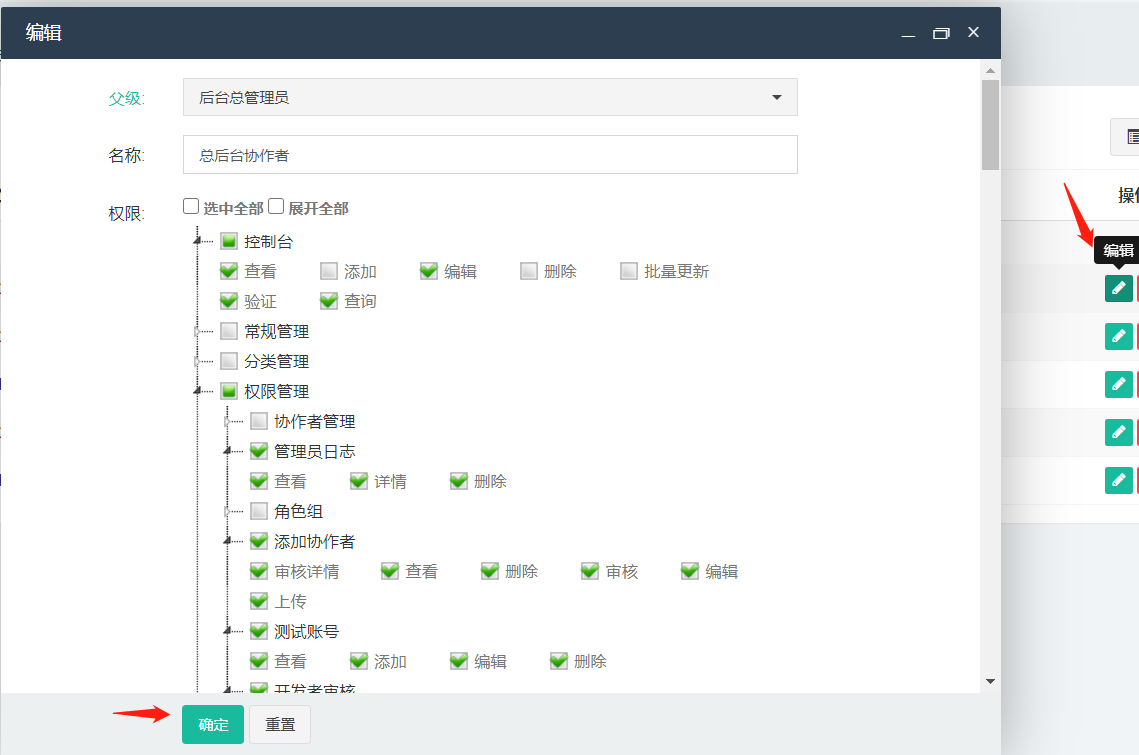 编辑
父级:
后台总管理员
名称:
总后台协作者
权限:
选中全部 展开全部
控制台
查看 添加 编辑 删除 批量更新
验证 查询
常规管理
分类管理
权限管理
协作者管理
管理员日志
查看 详情 删除
角色组
添加协作者
审核详情 查看 删除 审核 编辑
上传
测试账号
查看 添加 编辑 删除
开发者审核
确定 重置
操作
编辑